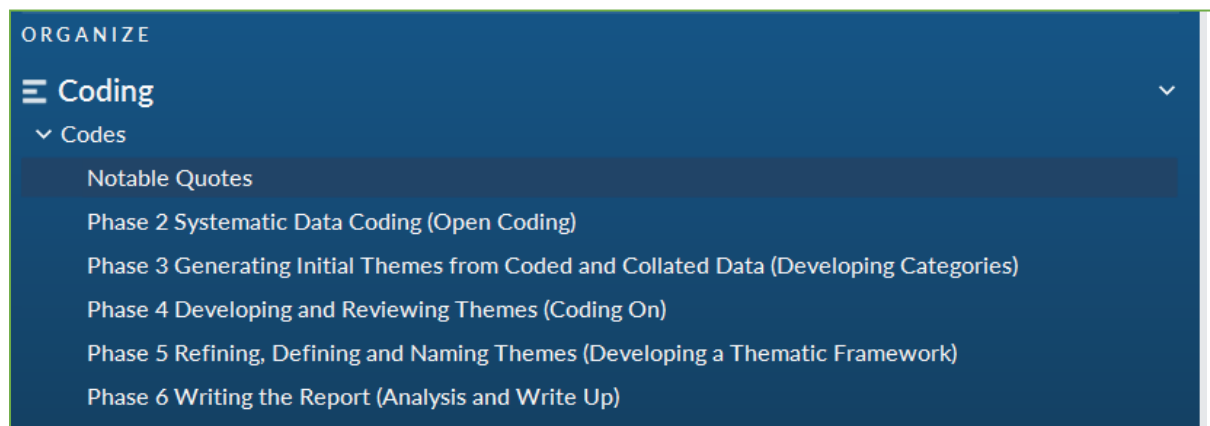 ORGANIZE
Coding
Codes
Notable Quotes
Phase 2 Systematic Data Coding (Open Coding)
Phase 3 Generating Initial Themes from Coded and Collated Data (Developing Categories)
Phase 4 Developing and Reviewing Themes (Coding On)
Phase 5 Refining, Defining and Naming Themes (Developing a Thematic Framework)
Phase 6 Writing the Report (Analysis and Write Up)